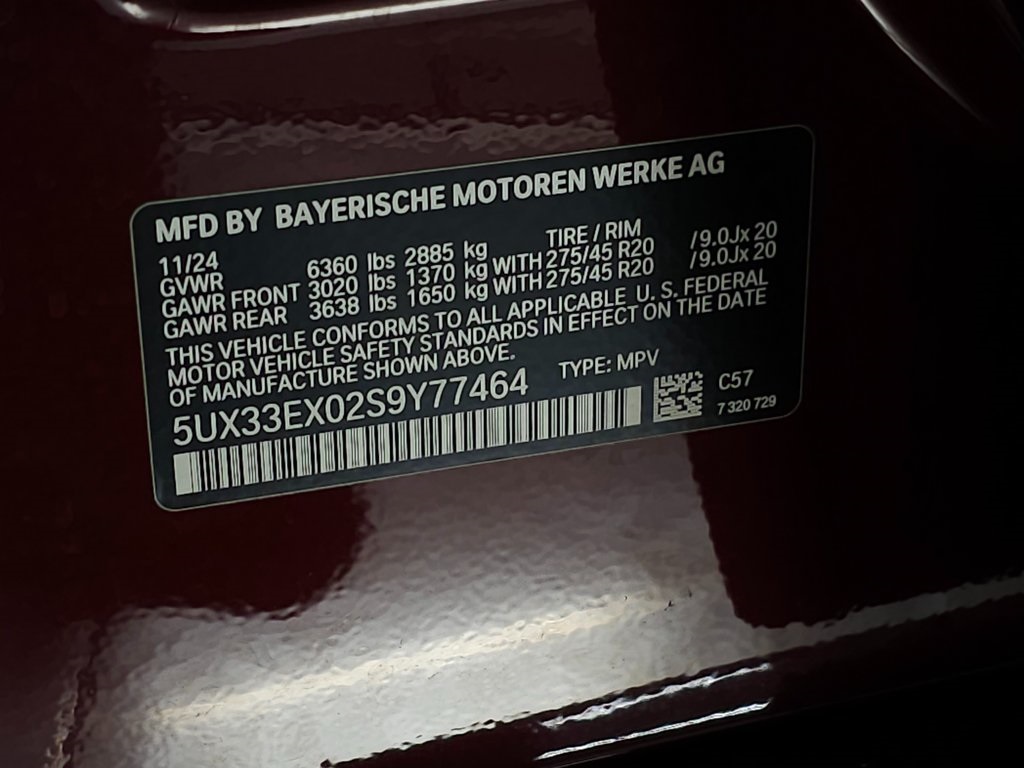 MFD BY BAYERISCHE MOTOREN WERKE AG
11/24 TIRE / RIM
GVWR 6360 lbs 2885 kg
GAWR FRONT 3020 lbs 1370 kg WITH 275/45 R20 /9.0Jx 20
GAWR REAR 3638 lbs 1650 kg WITH 275/45 R20 /9.0Jx 20
THIS VEHICLE CONFORMS TO ALL APPLICABLE U. S. FEDERAL
MOTOR VEHICLE SAFETY STANDARDS IN EFFECT ON THE DATE
OF MANUFACTURE SHOWN ABOVE.
5UX33EX02S9Y77464 TYPE: MPV
C57
7 320 729